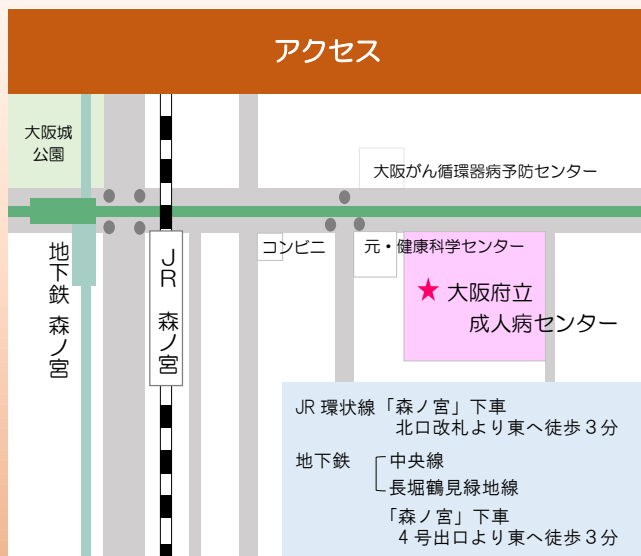 アクセス
大阪城
公園
大阪がん循環器病予防センター
地下鉄 森ノ宮
JR 森ノ宮
コンビニ
元・健康科学センター
★ 大阪府立
成人病センター
JR 環状線「森ノ宮」下車
北口改札より東へ徒歩3分
地下鉄 中央線
長堀鶴見緑地線
「森ノ宮」下車
4号出口より東へ徒歩3分